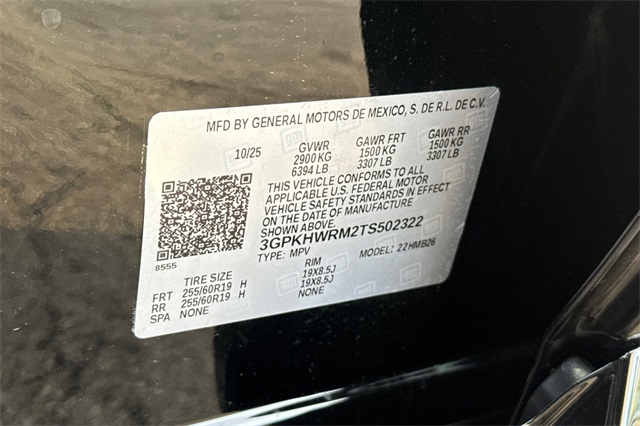 MFD BY GENERAL MOTORS DE MEXICO, S. DE R.L. DE C.V.
10/25 GVWR GAWR FRT GAWR RR
2900 KG 1500 KG 1500 KG
6394 LB 3307 LB 3307 LB
THIS VEHICLE CONFORMS TO ALL
APPLICABLE U.S. FEDERAL MOTOR
VEHICLE SAFETY STANDARDS IN EFFECT
ON THE DATE OF MANUFACTURE
SHOWN ABOVE.
3GPKHWRM2TS502322
TYPE: MPV MODEL: 22HMB26
8555
TIRE SIZE RIM
FRT 255/60R19 H 19X8.5J
RR 255/60R19 H 19X8.5J
SPA NONE NONE